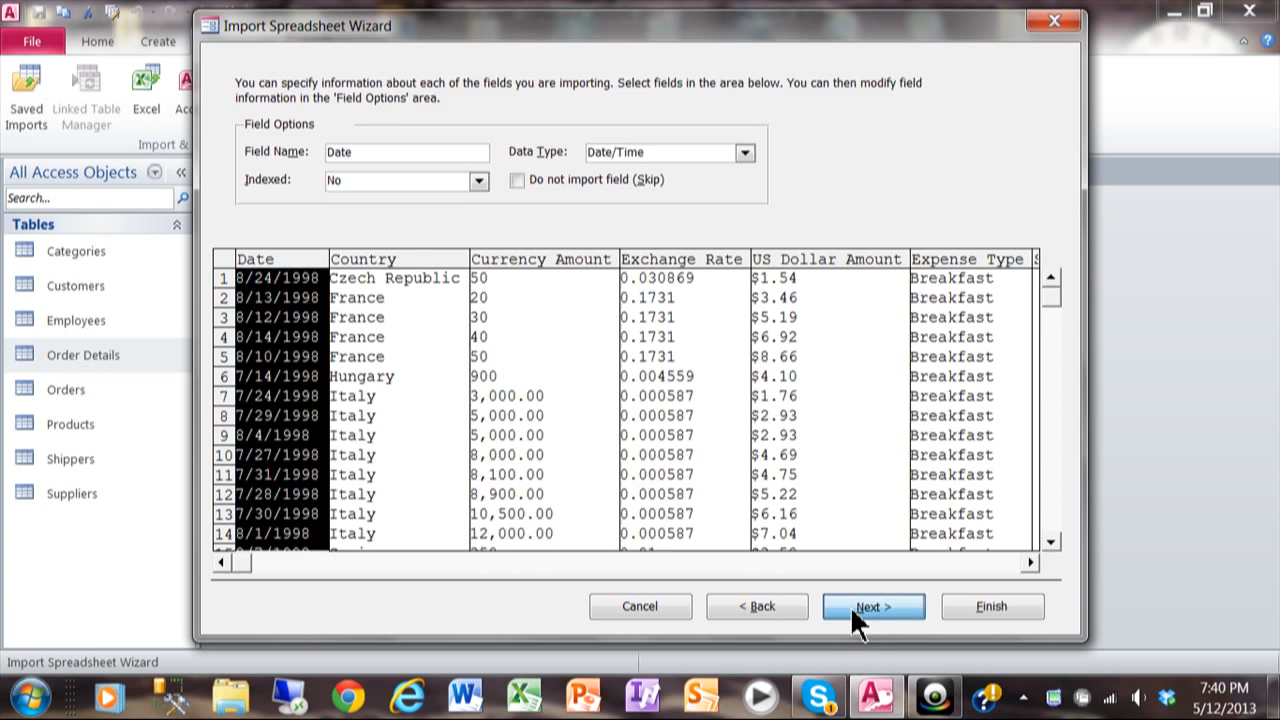 Import Spreadsheet Wizard
File
Home
Create
Saved Imports
Linked Table Manager
Excel
Import &
All Access Objects
Search...
Tables
Categories
Customers
Employees
Order Details
Orders
Products
Shippers
Suppliers
You can specify information about each of the fields you are importing. Select fields in the area below. You can then modify field
information in the 'Field Options' area.
Field Options
Field Name: Date Data Type: Date/Time
Indexed: No Do not import field (Skip)
Date Country Currency Amount Exchange Rate US Dollar Amount Expense Type
1 8/24/1998 Czech Republic 50 0.030869 $1.54 Breakfast
2 8/13/1998 France 20 0.1731 $3.46 Breakfast
3 8/12/1998 France 30 0.1731 $5.19 Breakfast
4 8/14/1998 France 40 0.1731 $6.92 Breakfast
5 8/10/1998 France 50 0.1731 $8.66 Breakfast
6 7/14/1998 Hungary 900 0.004559 $4.10 Breakfast
7 7/24/1998 Italy 3,000.00 0.000587 $1.76 Breakfast
8 7/29/1998 Italy 5,000.00 0.000587 $2.93 Breakfast
9 8/4/1998 Italy 5,000.00 0.000587 $2.93 Breakfast
10 7/27/1998 Italy 8,000.00 0.000587 $4.69 Breakfast
11 7/31/1998 Italy 8,100.00 0.000587 $4.75 Breakfast
12 7/28/1998 Italy 8,900.00 0.000587 $5.22 Breakfast
13 7/30/1998 Italy 10,500.00 0.000587 $6.16 Breakfast
14 8/1/1998 Italy 12,000.00 0.000587 $7.04 Breakfast
Cancel < Back Next > Finish
Import Spreadsheet Wizard
7:40 PM
5/12/2013